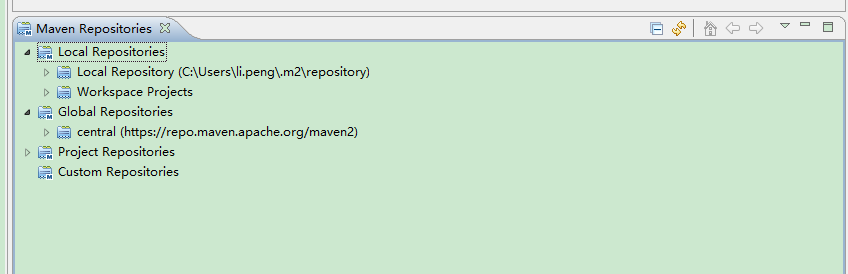 Maven Repositories
Local Repositories
Local Repository (C:\Users\li.peng\.m2\repository)
Workspace Projects
Global Repositories
central (https://repo.maven.apache.org/maven2)
Project Repositories
Custom Repositories